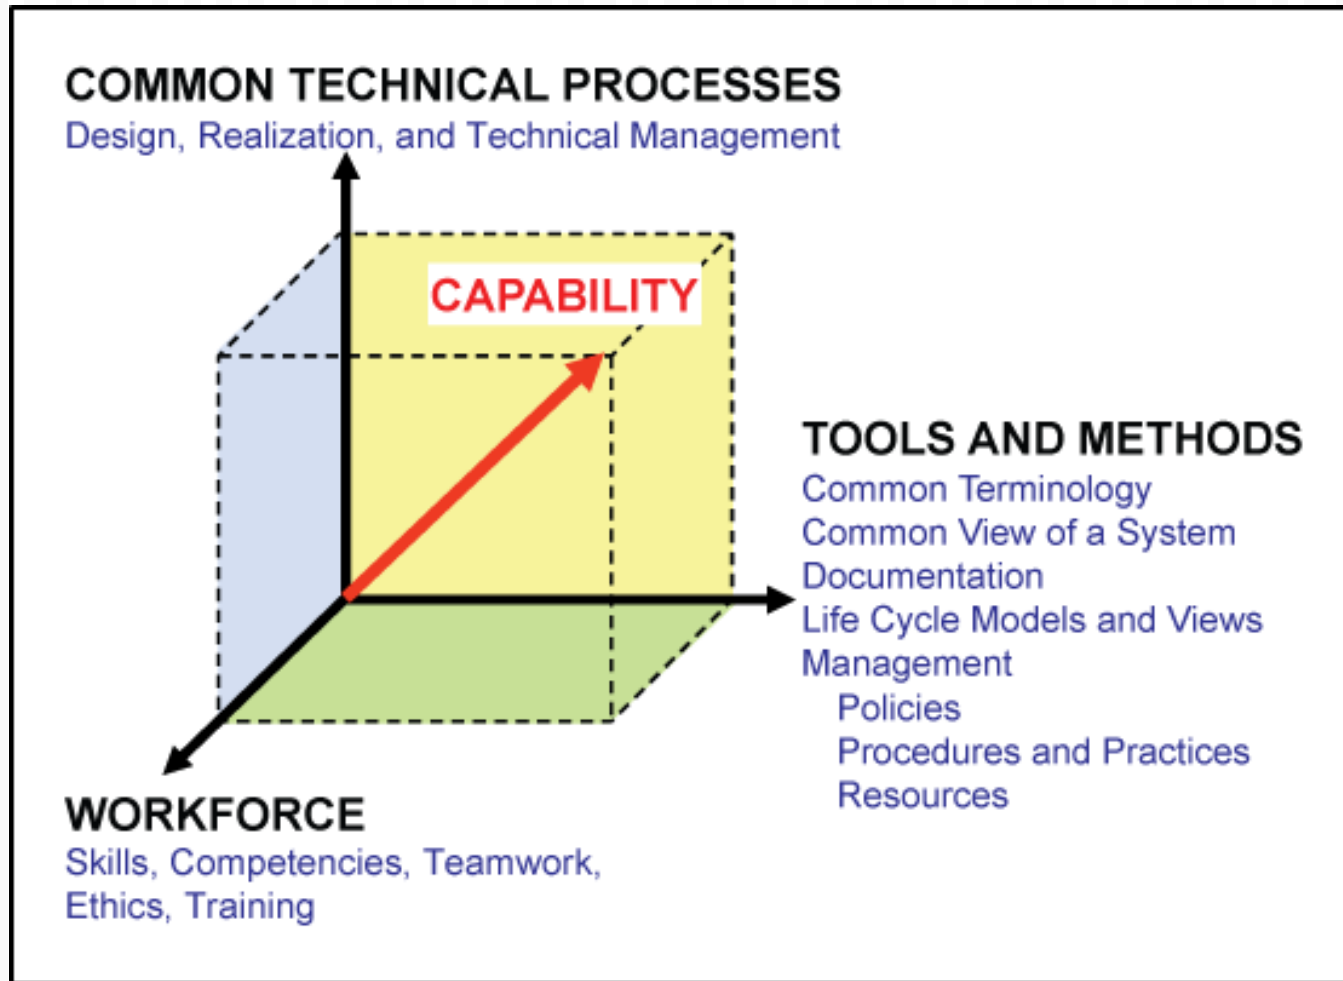 COMMON TECHNICAL PROCESSES
Design, Realization, and Technical Management
CAPABILITY
TOOLS AND METHODS
Common Terminology
Common View of a System
Documentation
Life Cycle Models and Views
Management
Policies
Procedures and Practices
Resources
WORKFORCE
Skills, Competencies, Teamwork,
Ethics, Training